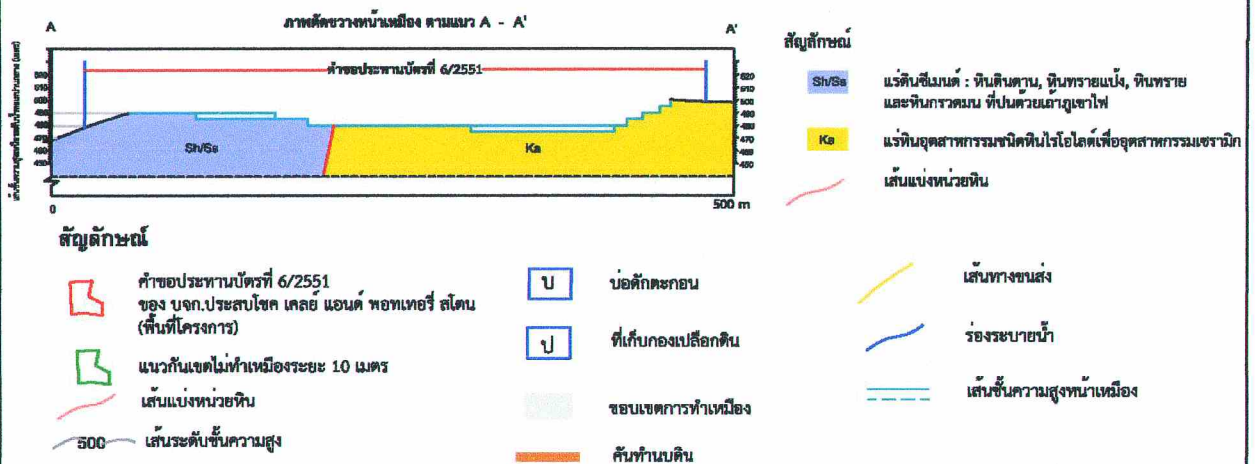 ภาพตัดขวางหน้าเหมือง ตามแนว A - A'
A
A'
คำขอประทานบัตรที่ 6/2551
Sh/Ss
Ka
0
500 m
สัญลักษณ์
Sh/Ss
แร่ดินซีเมนต์ : หินดินดาน, หินทรายแป้ง, หินทราย
และหินกรวดมน ที่ปนด้วยเถ้าภูเขาไฟ
Ka
แร่หินอุตสาหกรรมชนิดหินไรโอไลต์เพื่ออุตสาหกรรมเซรามิก
เส้นแบ่งหน่วยหิน
สัญลักษณ์
คำขอประทานบัตรที่ 6/2551
ของ บจก.ประสบโชค เคลย์ แอนด์ พอทเทอรี่ สโตน
(พื้นที่โครงการ)
แนวกันเขตไม่ทำเหมืองระยะ 10 เมตร
เส้นแบ่งหน่วยหิน
500 เส้นระดับชั้นความสูง
บ บ่อดักตะกอน
ป ที่เก็บกองเปลือกดิน
ขอบเขตการทำเหมือง
คันทำนบดิน
เส้นทางขนส่ง
ร่องระบายน้ำ
เส้นชั้นความสูงหน้าเหมือง